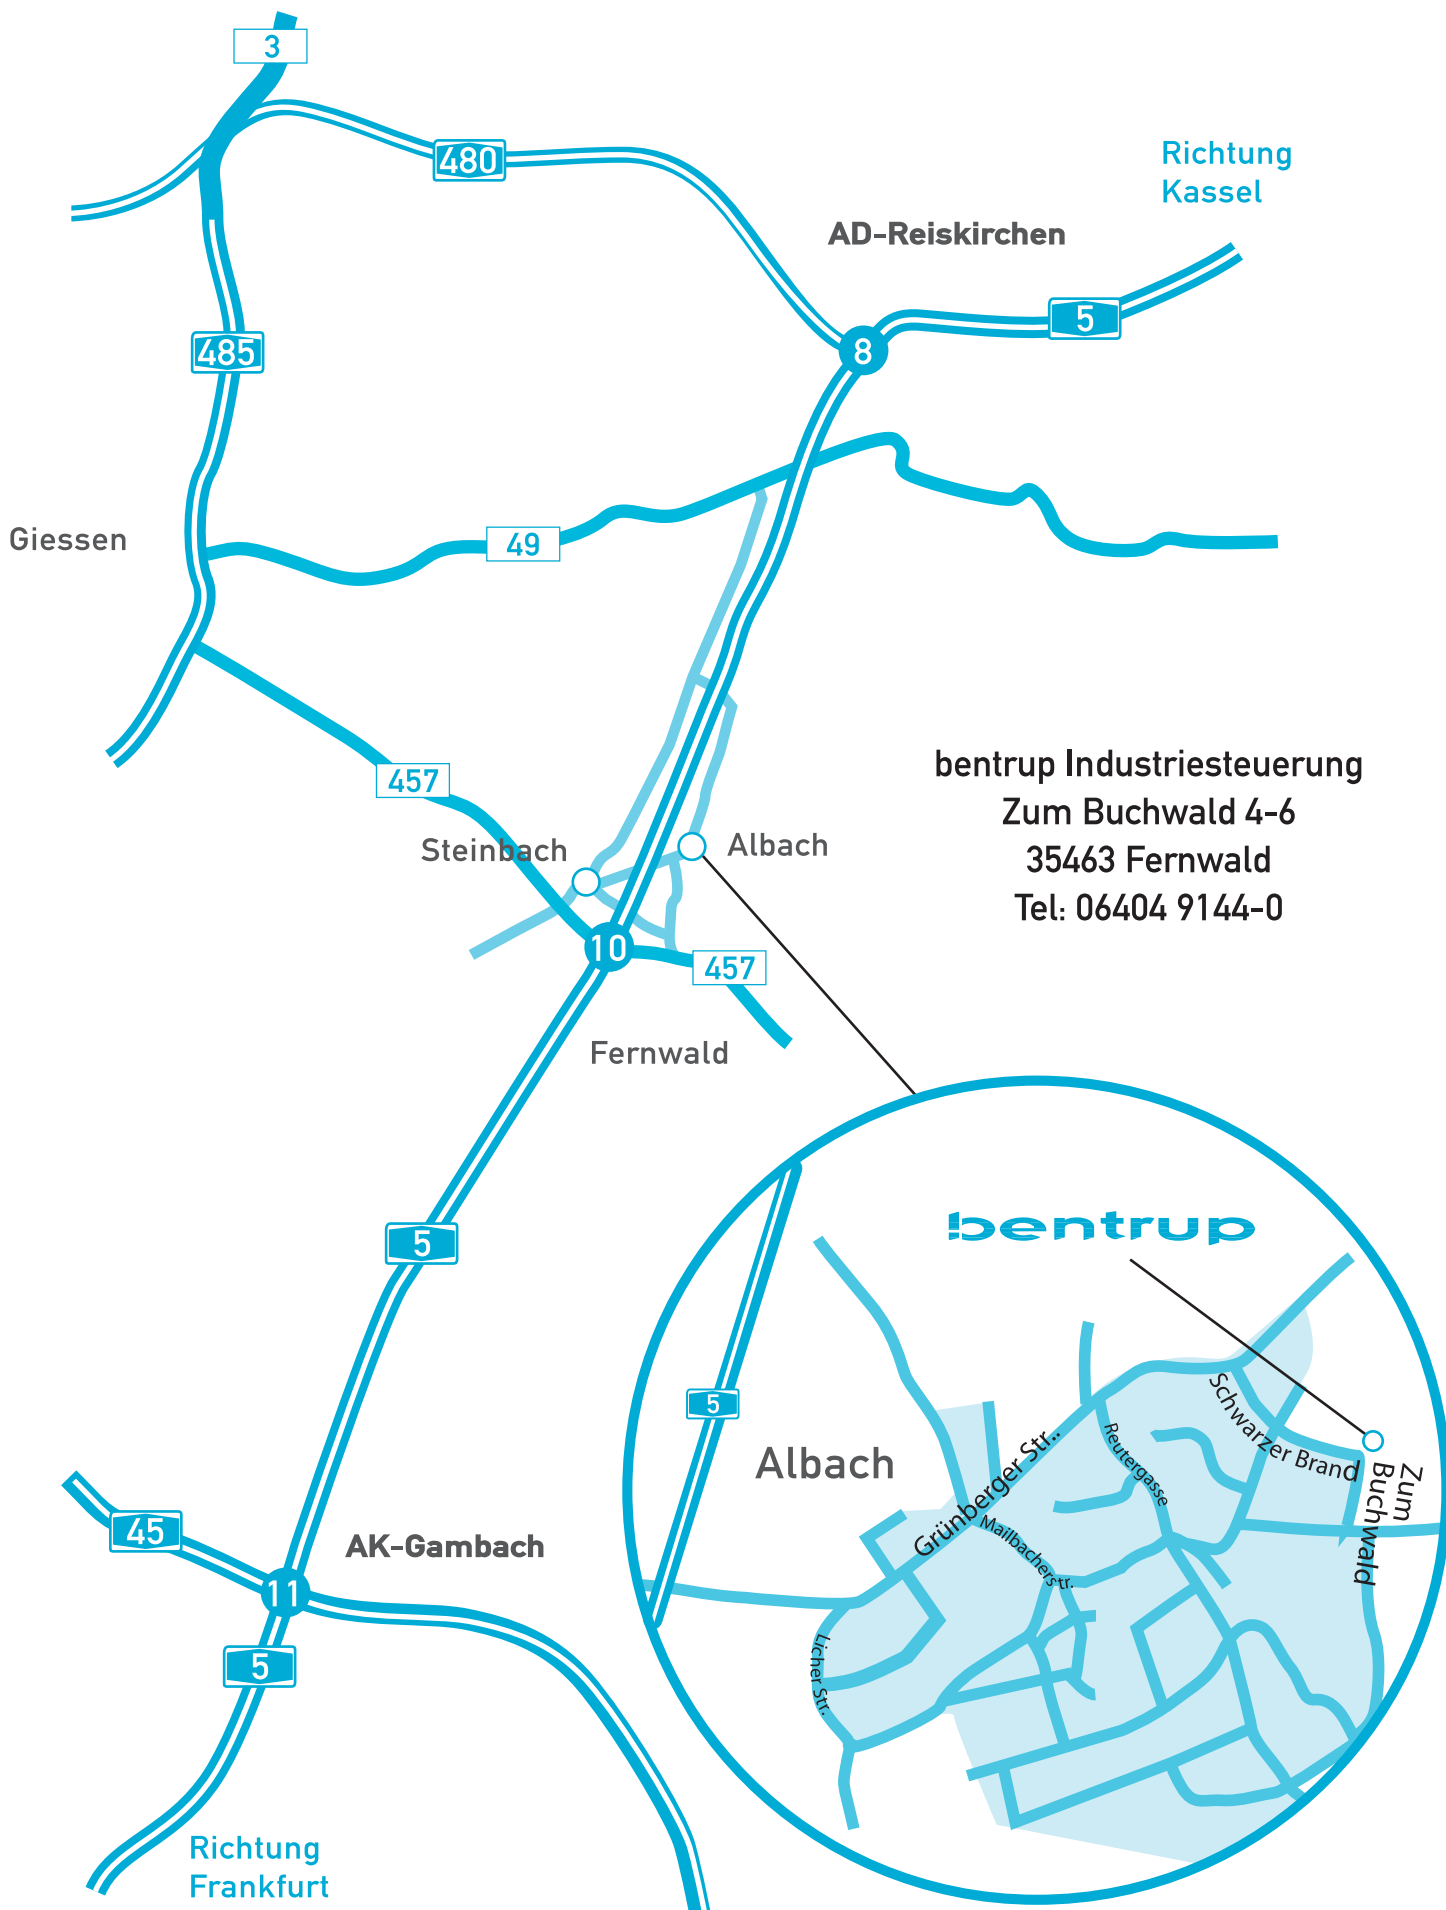 3
480
Richtung
Kassel
AD-Reiskirchen
5
485
8
Giessen
49
457
bentrup Industriesteuerung
Zum Buchwald 4-6
35463 Fernwald
Tel: 06404 9144-0
Steinbach
Albach
10
457
Fernwald
5
bentrup
5
Albach
Grünberger Str..
Reutergasse
Schwarzer Brand
Zum
Buchwald
Mailbacherstr.
Licher Str.
45
AK-Gambach
11
5
Richtung
Frankfurt